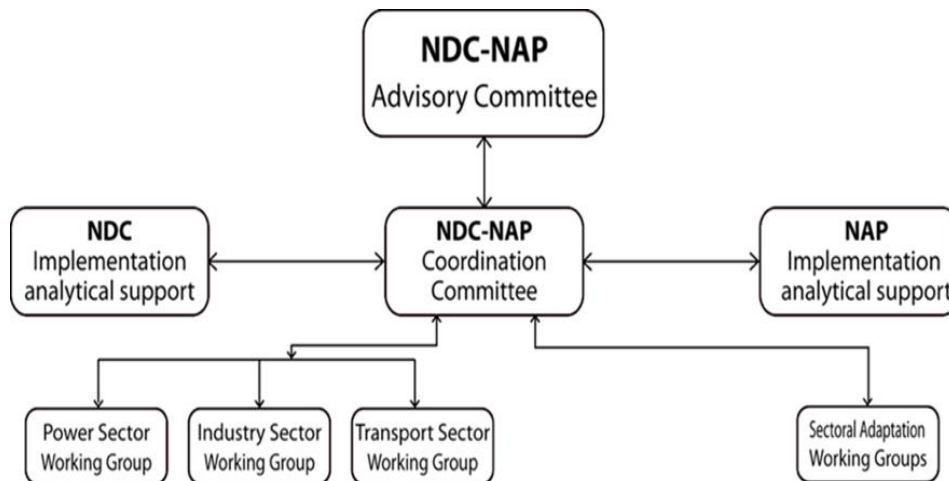 NDC-NAP
Advisory Committee
NDC
Implementation
analytical support
NDC-NAP
Coordination
Committee
NAP
Implementation
analytical support
Power Sector
Working Group
Industry Sector
Working Group
Transport Sector
Working Group
Sectoral Adaptation
Working Groups